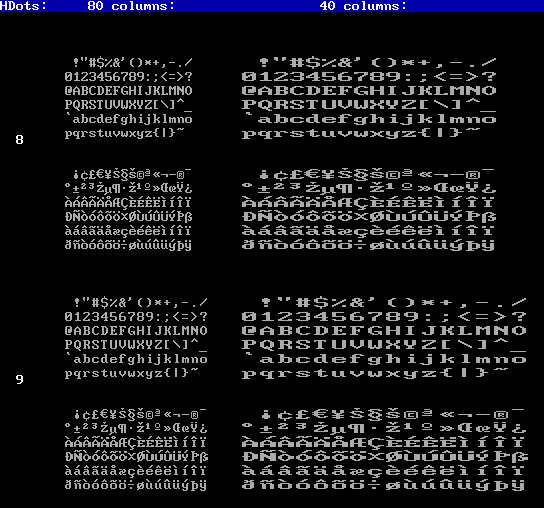 HDots: 80 columns: 40 columns:
!"#$%&'()*+,-./ !"#$%&'()*+,-./
0123456789:;<=>? 0123456789:;<=>?
@ABCDEFGHIJKLMNO @ABCDEFGHIJKLMNO
PQRSTUVWXYZ[\]^_ PQRSTUVWXYZ[\]^_
`abcdefghijklmno `abcdefghijklmno
pqrstuvwxyz{|}~ pqrstuvwxyz{|}~
8
¡¢£€¥Š§š©ª«¬-®¯ ¡¢£€¥Š§š©ª«¬-®¯
°±²³Žµ¶·ž¹º»ŒœŸ¿ °±²³Žµ¶·ž¹º»ŒœŸ¿
ÀÁÂÃÄÅÆÇÈÉÊËÌÍÎÏ ÀÁÂÃÄÅÆÇÈÉÊËÌÍÎÏ
ÐÑÒÓÔÕÖ×ØÙÚÛÜÝÞß ÐÑÒÓÔÕÖ×ØÙÚÛÜÝÞß
àáâãäåæçèéêëìíîï àáâãäåæçèéêëìíîï
ðñòóôõö÷øùúûüýþÿ ðñòóôõö÷øùúûüýþÿ
!"#$%&'()*+,-./ !"#$%&'()*+,-./
0123456789:;<=>? 0123456789:;<=>?
@ABCDEFGHIJKLMNO @ABCDEFGHIJKLMNO
PQRSTUVWXYZ[\]^_ PQRSTUVWXYZ[\]^_
`abcdefghijklmno `abcdefghijklmno
pqrstuvwxyz{|}~ pqrstuvwxyz{|}~
9
¡¢£€¥Š§š©ª«¬-®¯ ¡¢£€¥Š§š©ª«¬-®¯
°±²³Žµ¶·ž¹º»ŒœŸ¿ °±²³Žµ¶·ž¹º»ŒœŸ¿
ÀÁÂÃÄÅÆÇÈÉÊËÌÍÎÏ ÀÁÂÃÄÅÆÇÈÉÊËÌÍÎÏ
ÐÑÒÓÔÕÖ×ØÙÚÛÜÝÞß ÐÑÒÓÔÕÖ×ØÙÚÛÜÝÞß
àáâãäåæçèéêëìíîï àáâãäåæçèéêëìíîï
ðñòóôõö÷øùúûüýþÿ ðñòóôõö÷øùúûüýþÿ